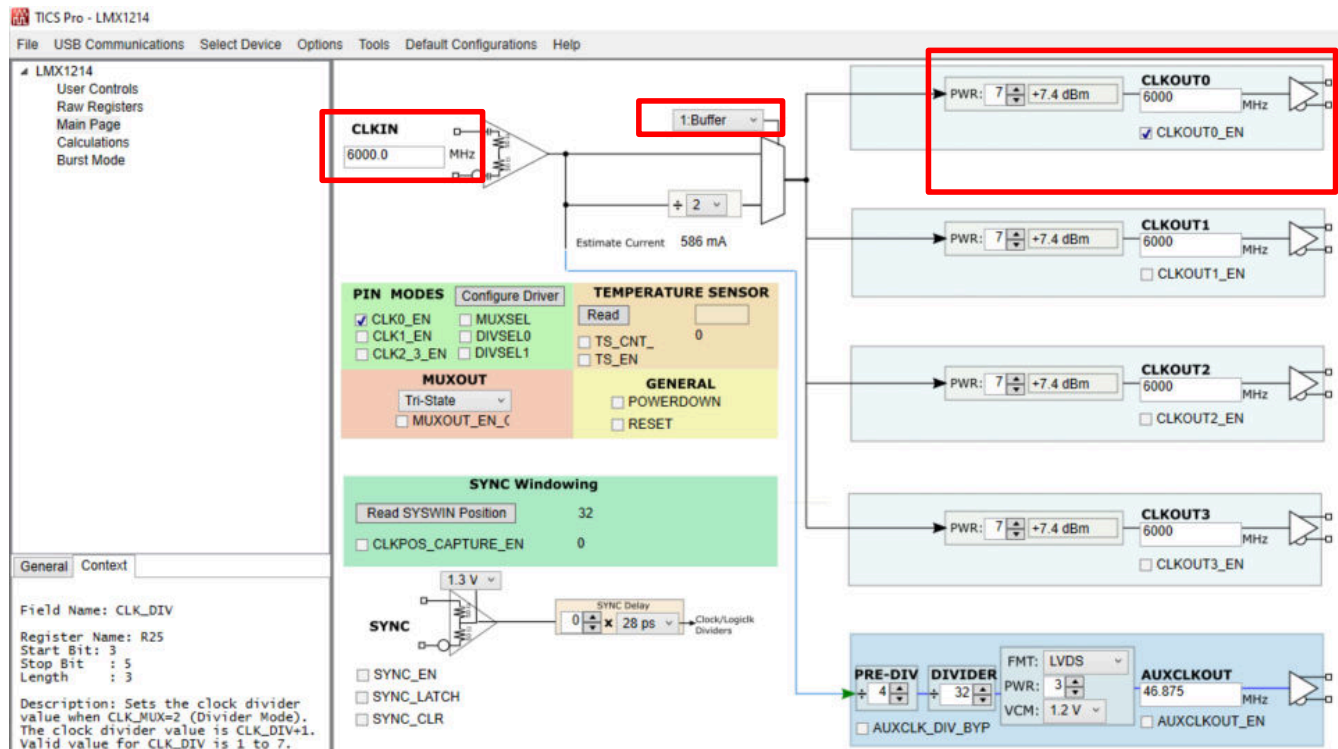 TICS Pro - LMX1214
File USB Communications Select Device Options Tools Default Configurations Help
LMX1214
User Controls
Raw Registers
Main Page
Calculations
Burst Mode
General Context
Field Name: CLK_DIV
Register Name: R25
Start Bit: 3
Stop Bit : 5
Length : 3
Description: Sets the clock divider
value when CLK_MUX=2 (Divider Mode).
The clock divider value is CLK_DIV+1.
Valid value for CLK_DIV is 1 to 7.
CLKIN
6000.0 MHz
1:Buffer
÷ 2
Estimate Current 586 mA
PIN MODES Configure Driver
CLK0_EN MUXSEL
CLK1_EN DIVSEL0
CLK2_3_EN DIVSEL1
TEMPERATURE SENSOR
Read
TS_CNT_ 0
TS_EN
MUXOUT
Tri-State
MUXOUT_EN_(
GENERAL
POWERDOWN
RESET
SYNC Windowing
Read SYSWIN Position 32
CLKPOS_CAPTURE_EN 0
1.3 V
SYNC
SYNC Delay
0 x 28 ps
Clock/Logiclk
Dividers
SYNC_EN
SYNC_LATCH
SYNC_CLR
CLKOUT0
PWR: 7 +7.4 dBm 6000 MHz
CLKOUT0_EN
CLKOUT1
PWR: 7 +7.4 dBm 6000 MHz
CLKOUT1_EN
CLKOUT2
PWR: 7 +7.4 dBm 6000 MHz
CLKOUT2_EN
CLKOUT3
PWR: 7 +7.4 dBm 6000 MHz
CLKOUT3_EN
PRE-DIV DIVIDER
÷ 4 ÷ 32
FMT: LVDS
PWR: 3
VCM: 1.2 V
AUXCLKOUT
46.875 MHz
AUXCLK_DIV_BYP
AUXCLKOUT_EN